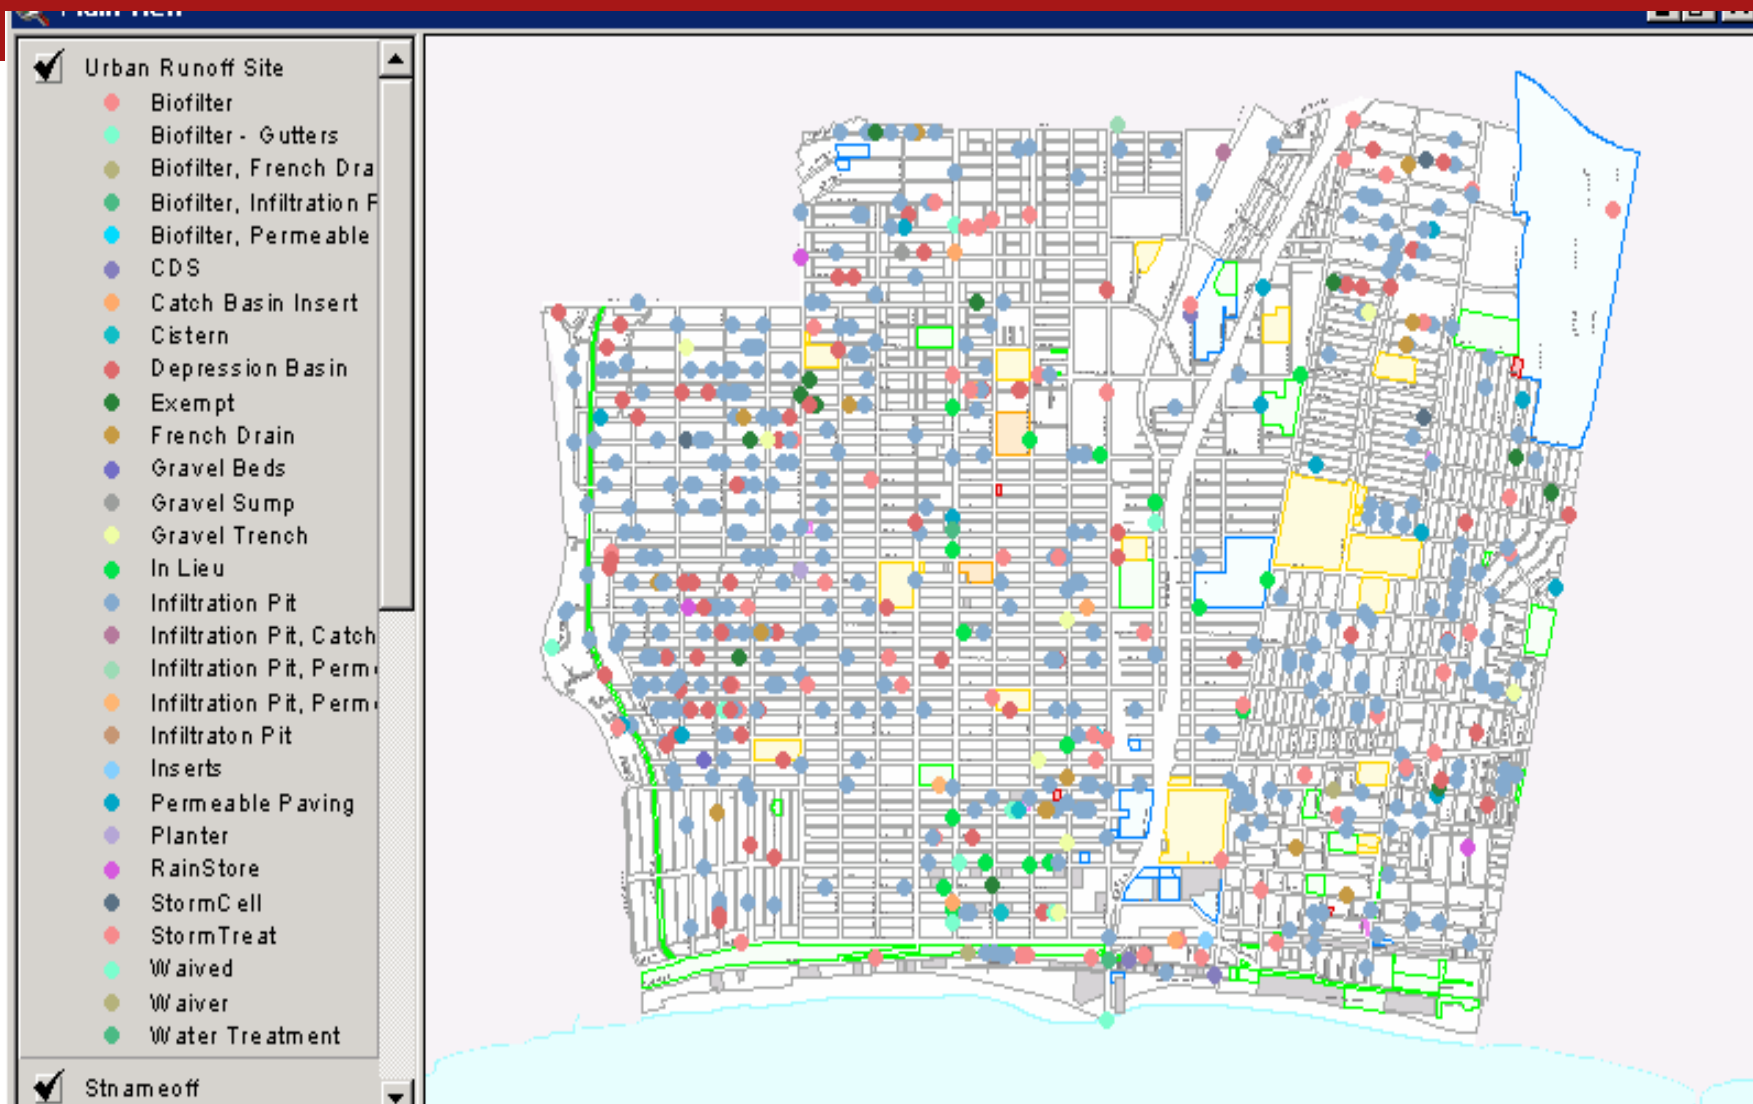 Urban Runoff Site
Biofilter
Biofilter - Gutters
Biofilter, French Dra
Biofilter, Infiltration F
Biofilter, Permeable
CDS
Catch Basin Insert
Cistern
Depression Basin
Exempt
French Drain
Gravel Beds
Gravel Sump
Gravel Trench
In Lieu
Infiltration Pit
Infiltration Pit, Catch
Infiltration Pit, Perm
Infiltration Pit, Perm
Infiltraton Pit
Inserts
Permeable Paving
Planter
RainStore
StormCell
StormTreat
Waived
Waiver
Water Treatment
Stnameoff